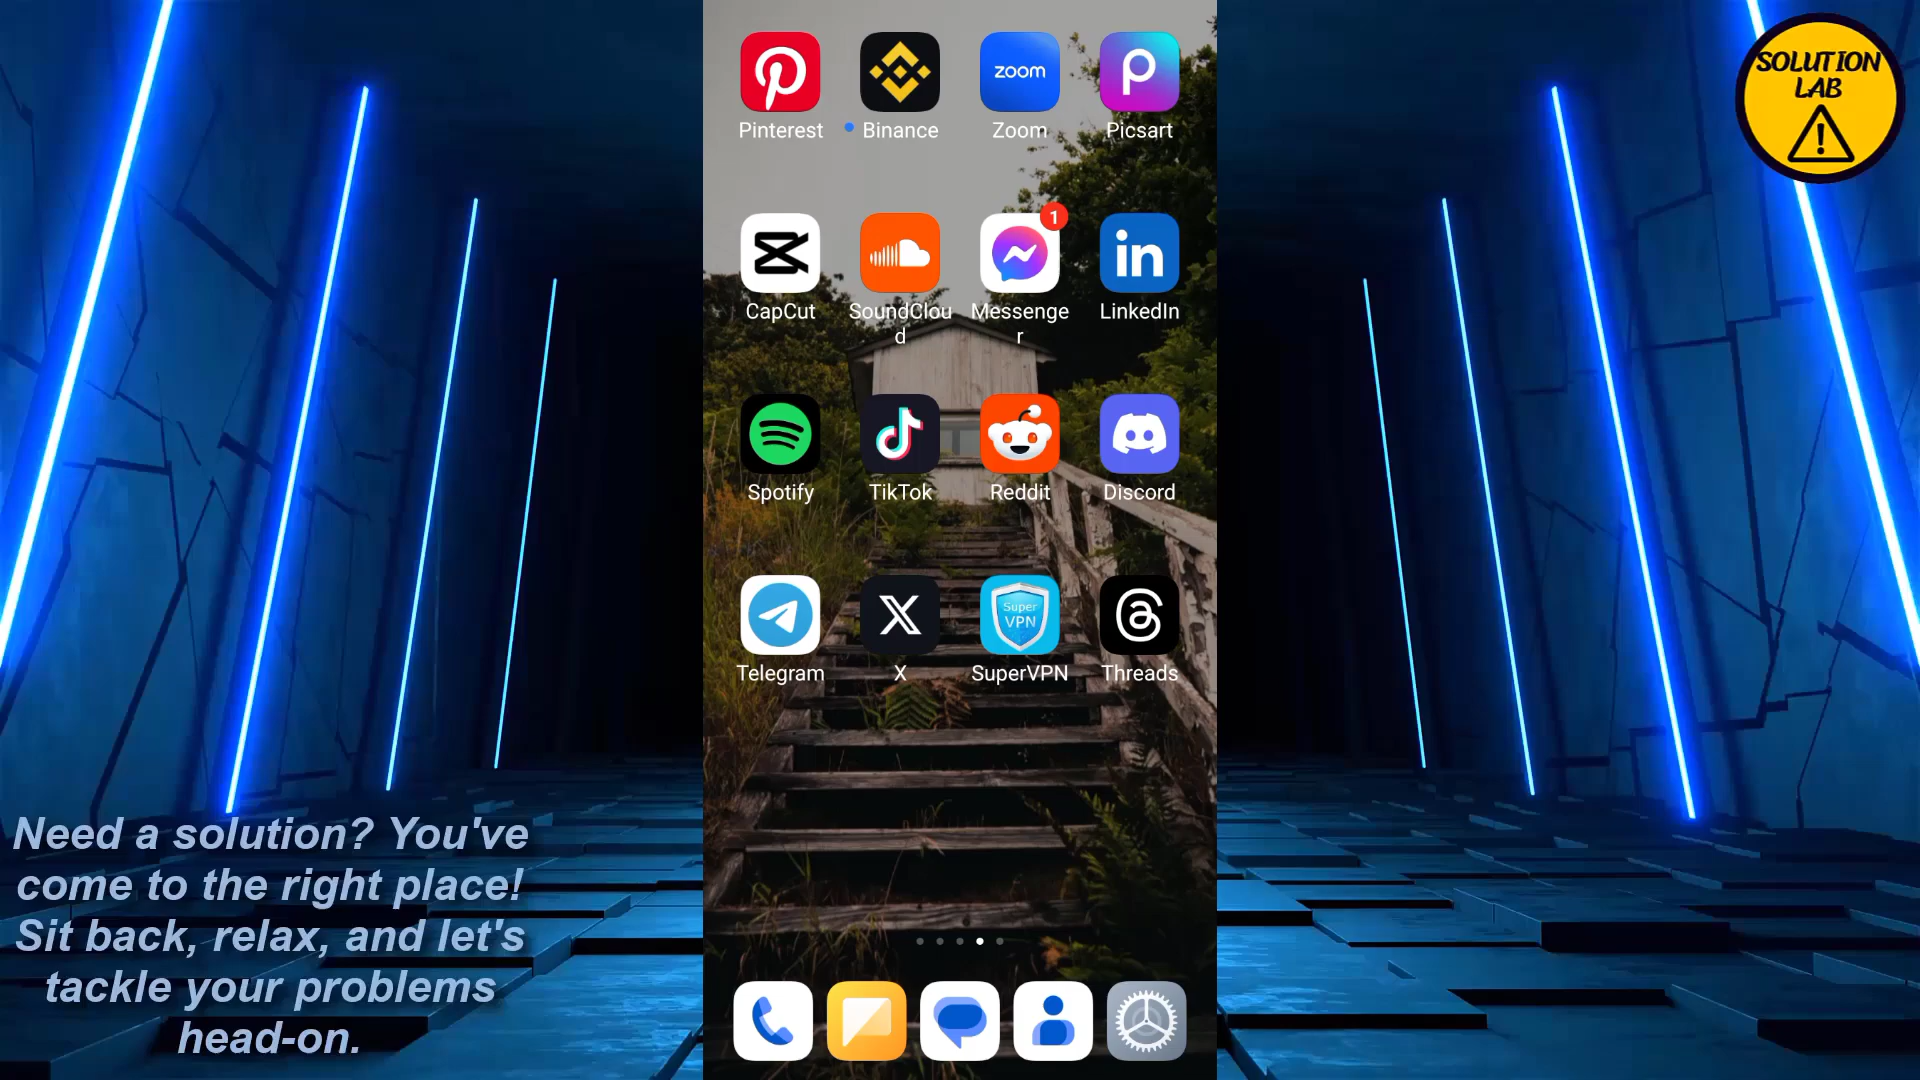 SOLUTION
LAB
zoom
Pinterest
Binance
Zoom
Picsart
1
in
CapCut
SoundClou
d
Messenge
r
LinkedIn
Spotify
TikTok
Reddit
Discord
Super
VPN
Telegram
X
SuperVPN
Threads
Need a solution? You've
come to the right place!
Sit back, relax, and let's
tackle your problems
head-on.